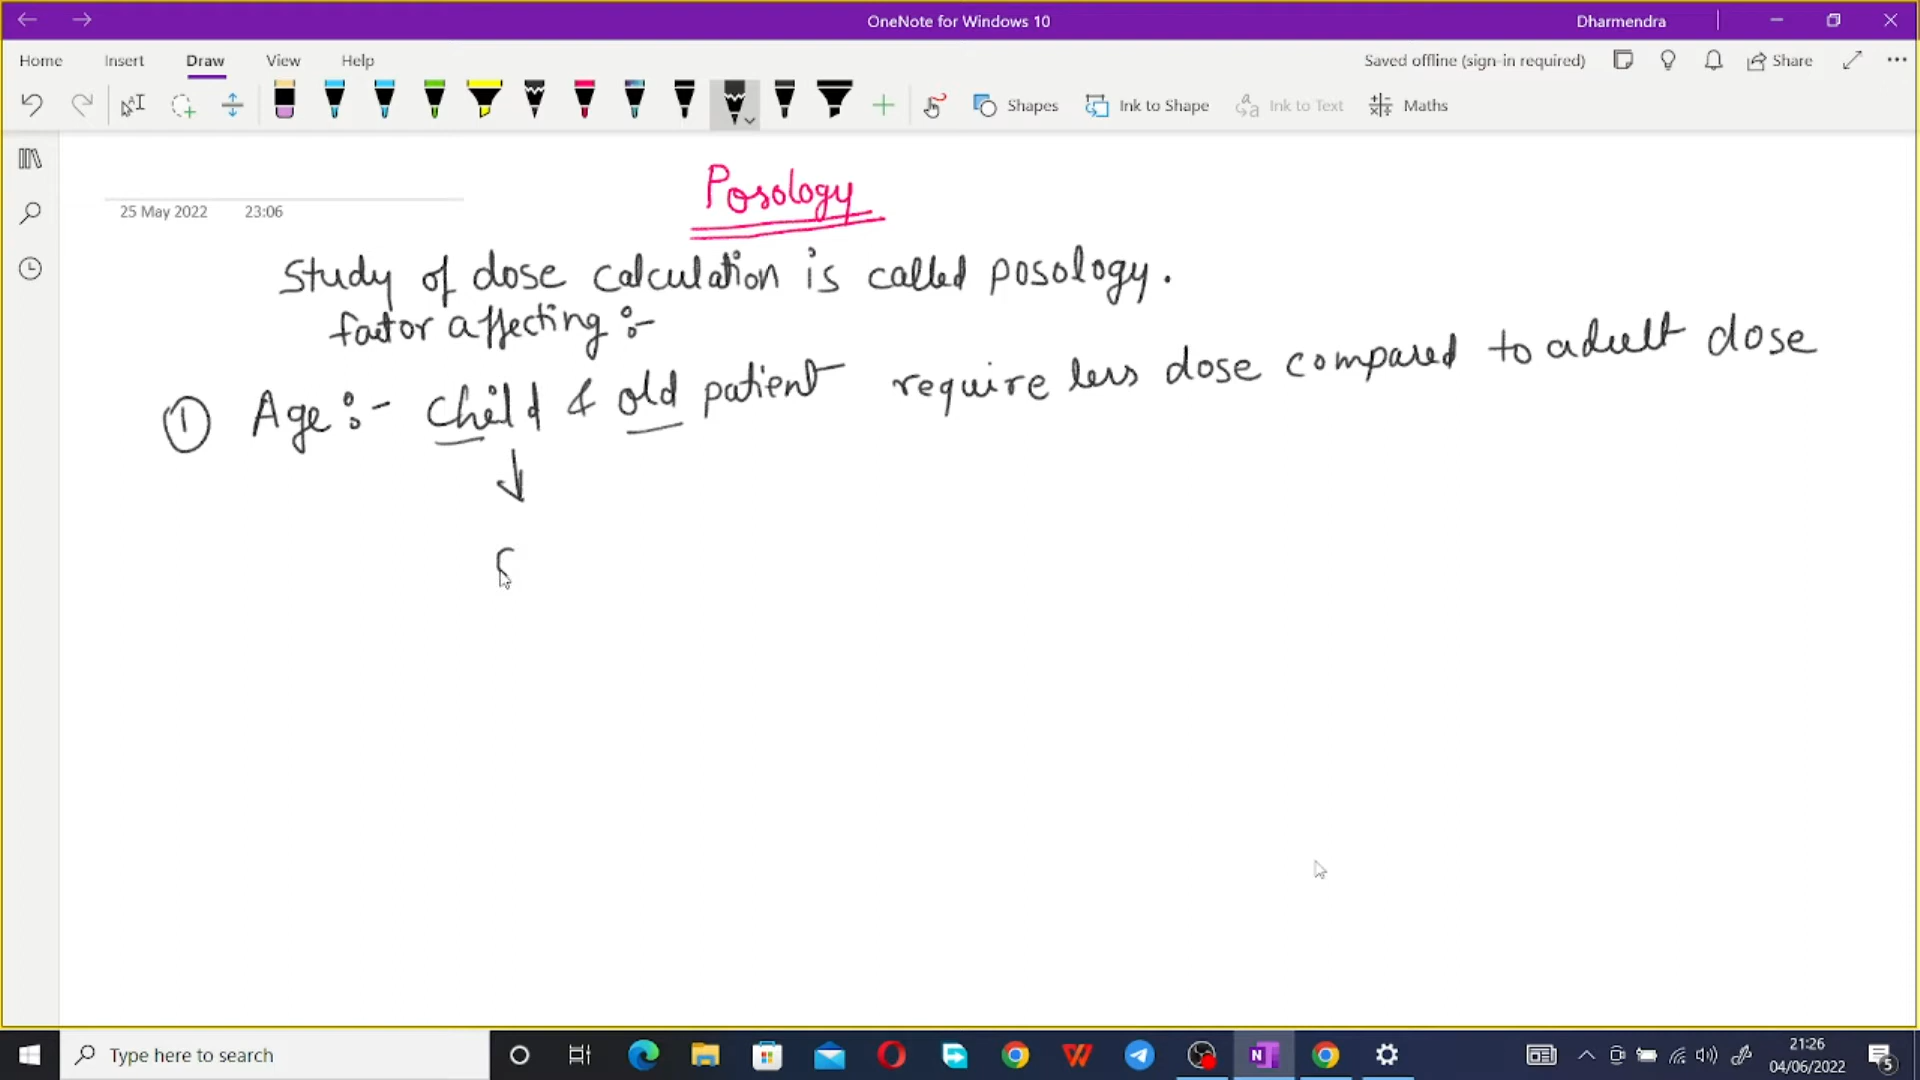 OneNote for Windows 10
Dharmendra
Home Insert Draw View Help
Saved offline (sign-in required) Share
Shapes Ink to Shape Ink to Text Maths
Posology
25 May 2022 23:06
Study of dose calculation is called posology.
factor affecting :-
① Age :- Child & old patient require less dose compared to adult dose
Type here to search
21:26
04/06/2022
5